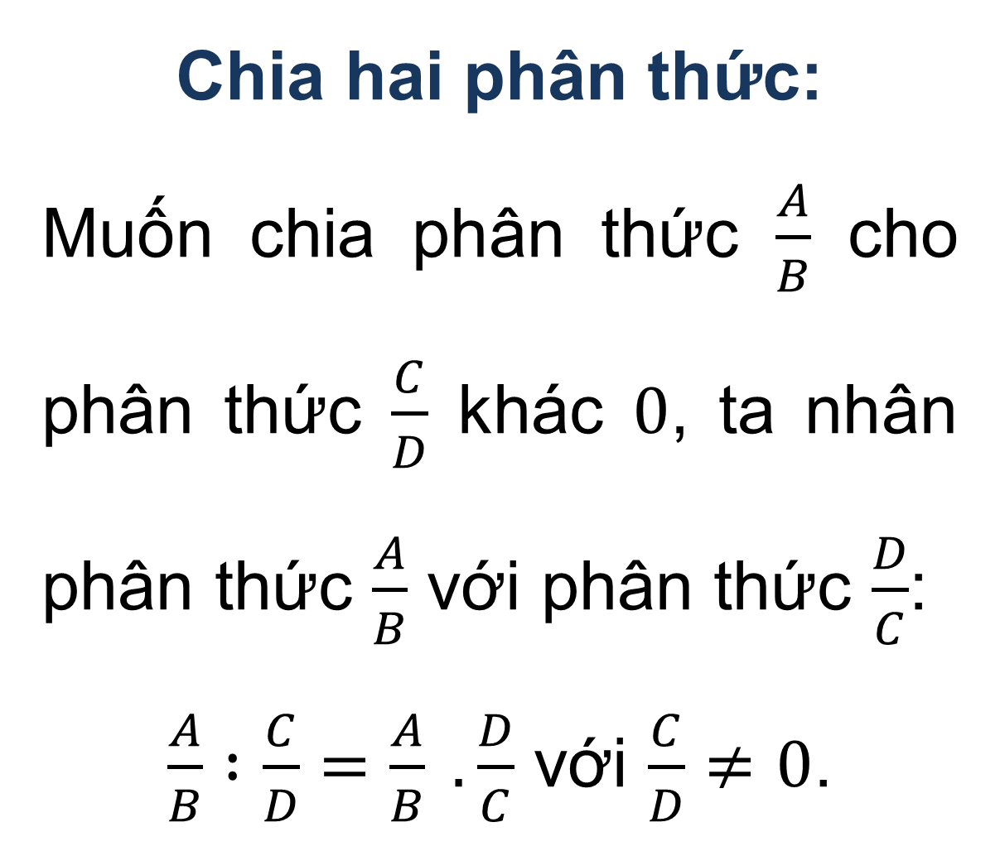 Chia hai phân thức:
Muốn chia phân thức $\frac{A}{B}$ cho
phân thức $\frac{C}{D}$ khác 0, ta nhân
phân thức $\frac{A}{B}$ với phân thức $\frac{D}{C}$:
$\frac{A}{B} : \frac{C}{D} = \frac{A}{B} . \frac{D}{C}$ với $\frac{C}{D} \neq 0$.